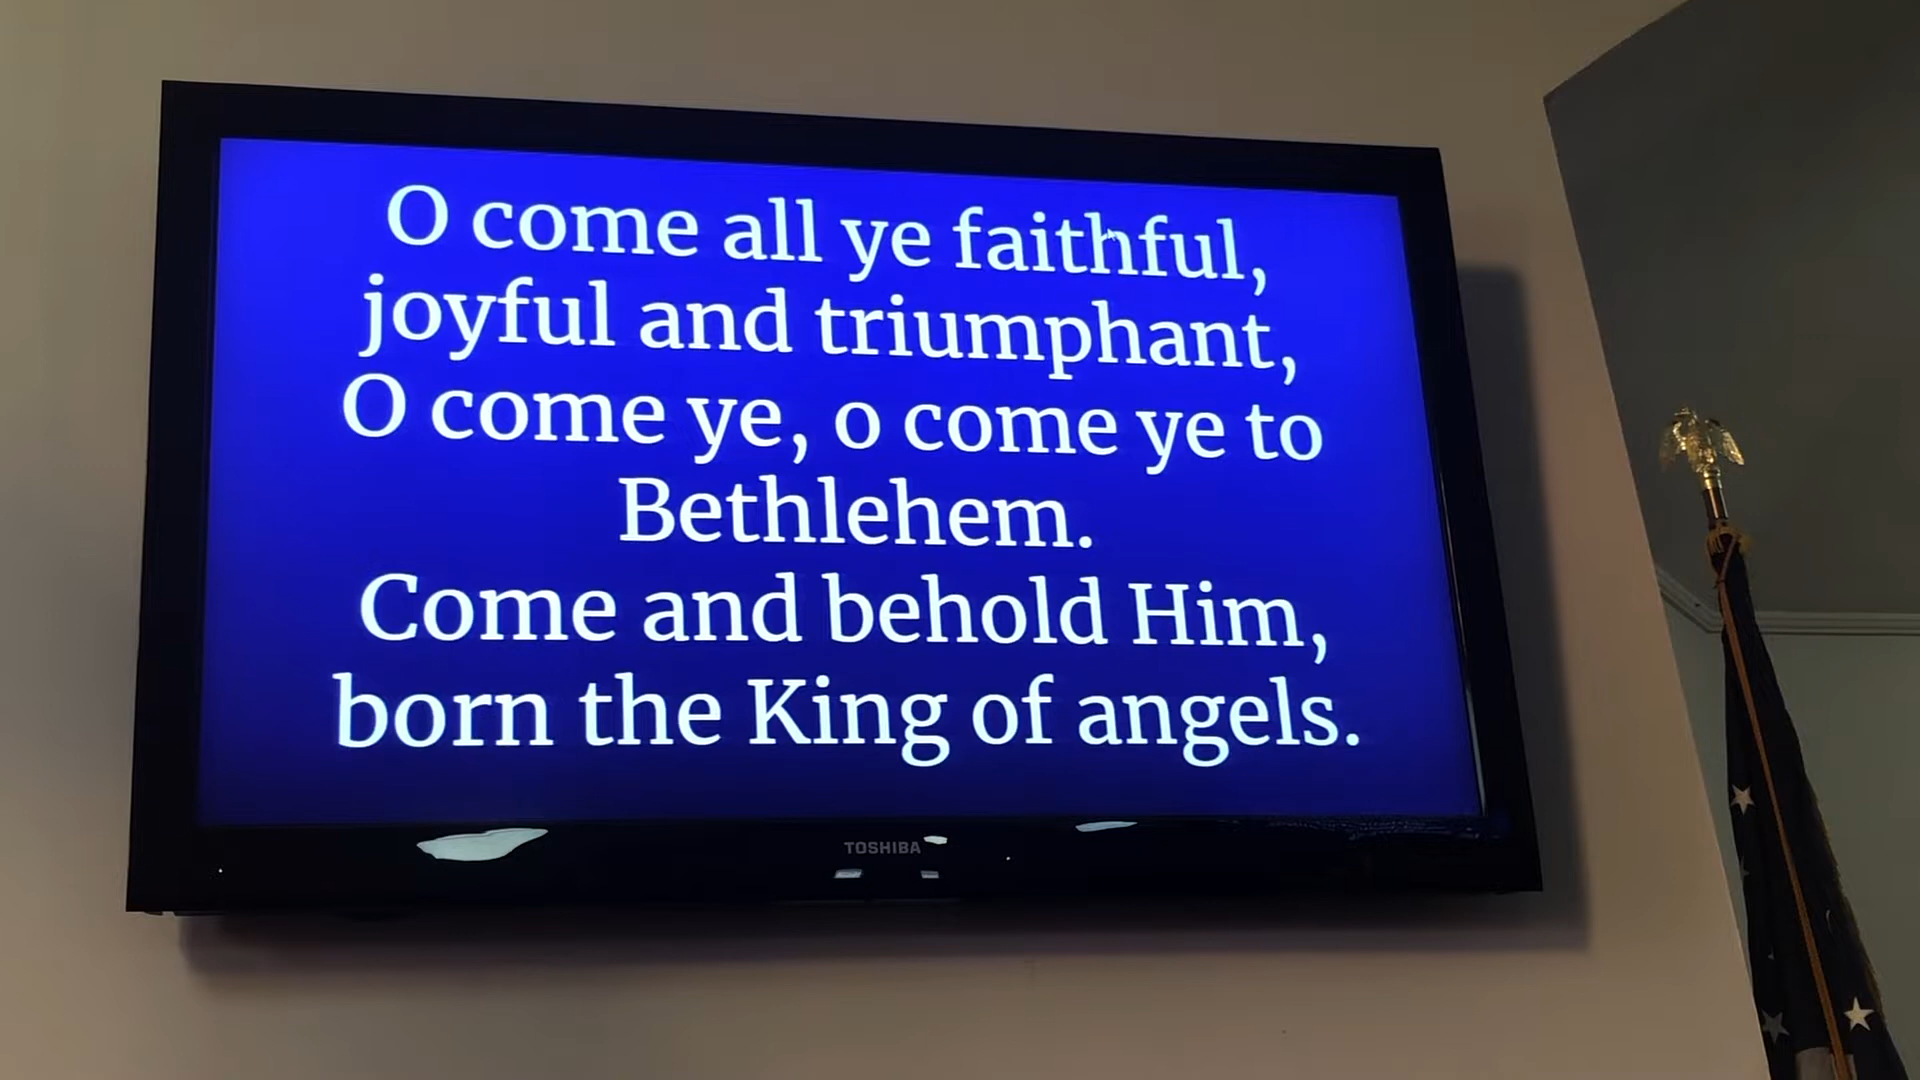 O come all ye faithful,
joyful and triumphant,
O come ye, o come ye to
Bethlehem.
Come and behold Him,
born the King of angels.
TOSHIBA